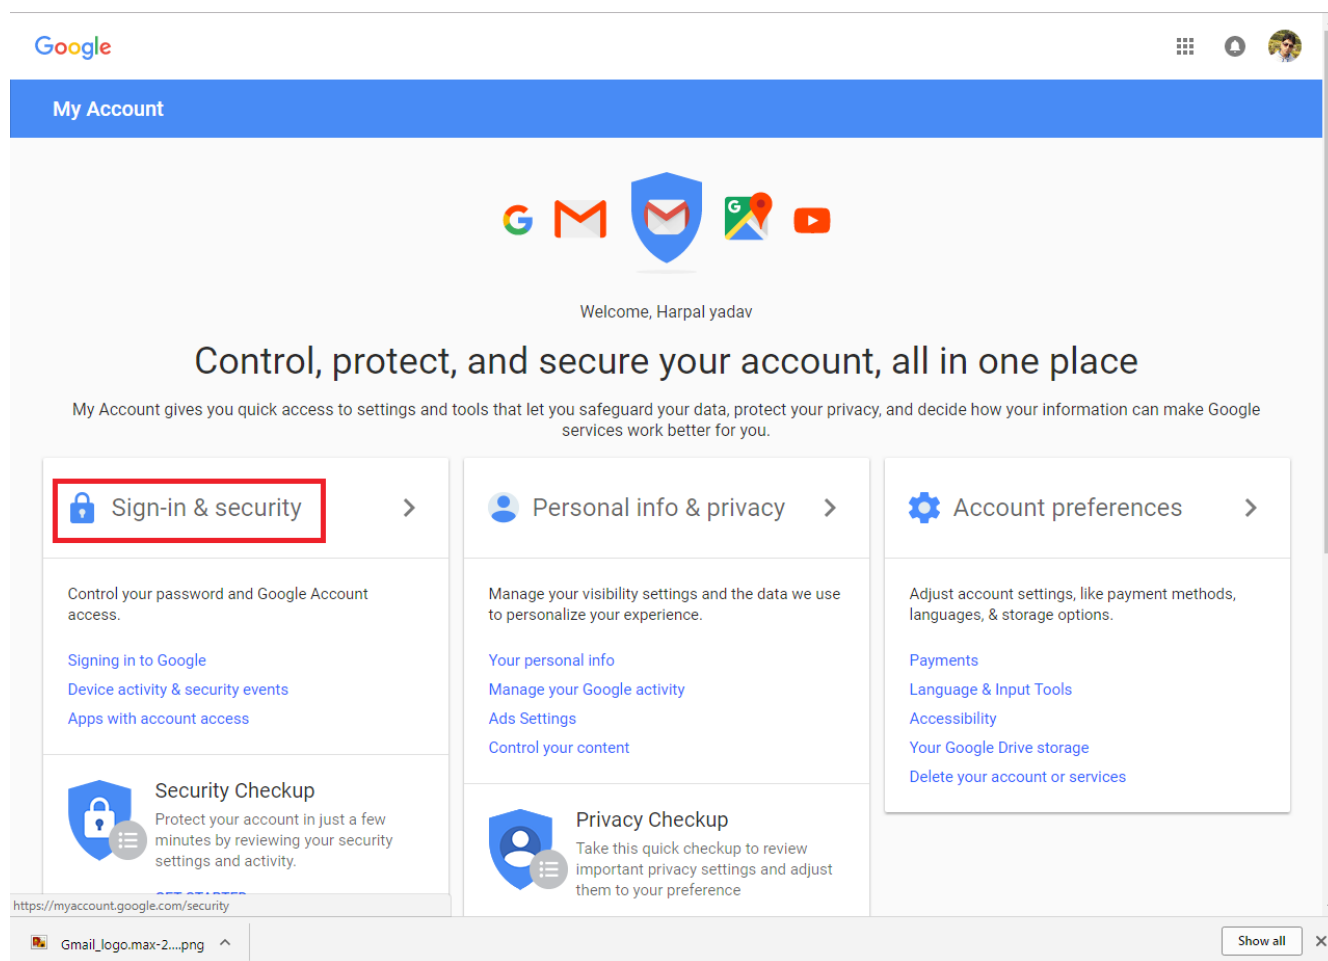 Google
My Account
G
Welcome, Harpal yadav
Control, protect, and secure your account, all in one place
My Account gives you quick access to settings and tools that let you safeguard your data, protect your privacy, and decide how your information can make Google
services work better for you.
Sign-in & security
Control your password and Google Account
access.
Signing in to Google
Device activity & security events
Apps with account access
Security Checkup
Protect your account in just a few
minutes by reviewing your security
settings and activity.
GET STARTED
Personal info & privacy
Manage your visibility settings and the data we use
to personalize your experience.
Your personal info
Manage your Google activity
Ads Settings
Control your content
Privacy Checkup
Take this quick checkup to review
important privacy settings and adjust
them to your preference
Account preferences
Adjust account settings, like payment methods,
languages, & storage options.
Payments
Language & Input Tools
Accessibility
Your Google Drive storage
Delete your account or services
https://myaccount.google.com/security
Gmail_logo.max-2....png
Show all